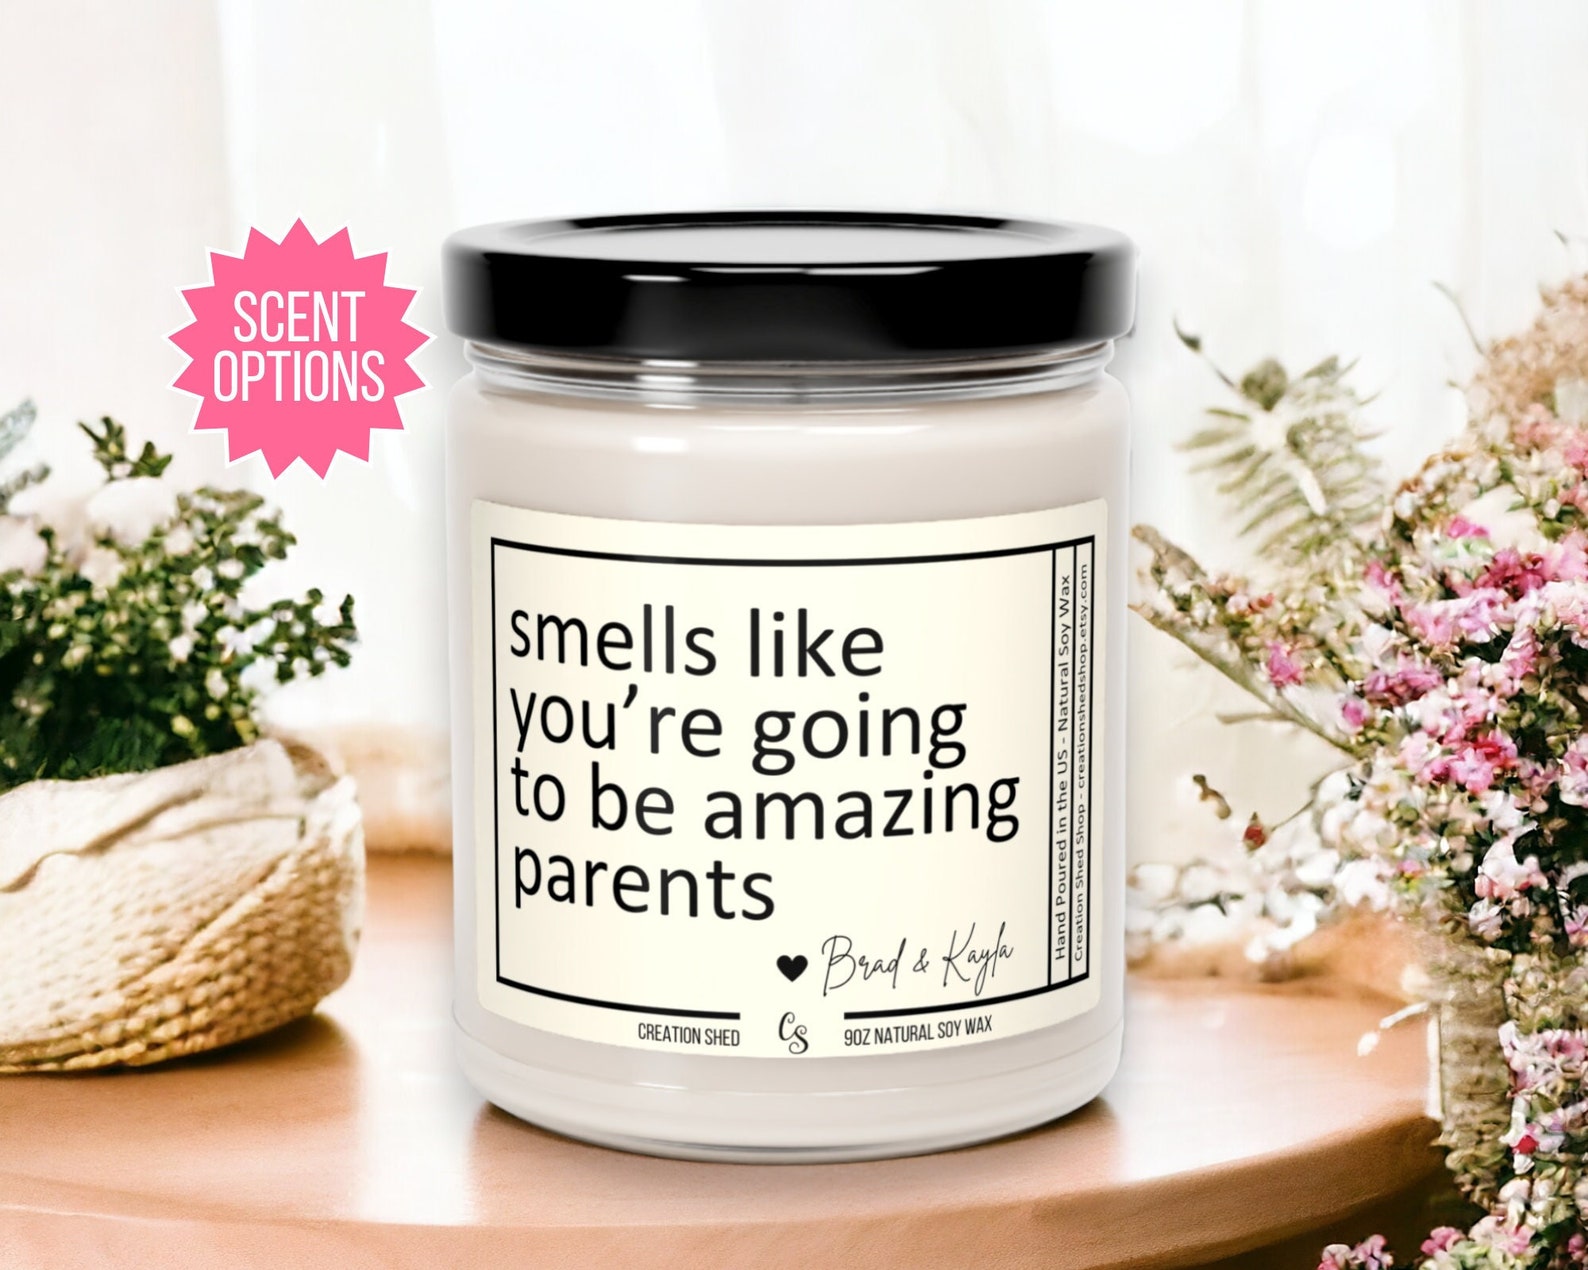 SCENT
OPTIONS
smells like
you're going
to be amazing
parents
♥ Brad & Kayla
Hand Poured in the US - Natural Soy Wax
Creation Shed Shop - creationshedshop.etsy.com
CREATION SHED
CS
9OZ NATURAL SOY WAX